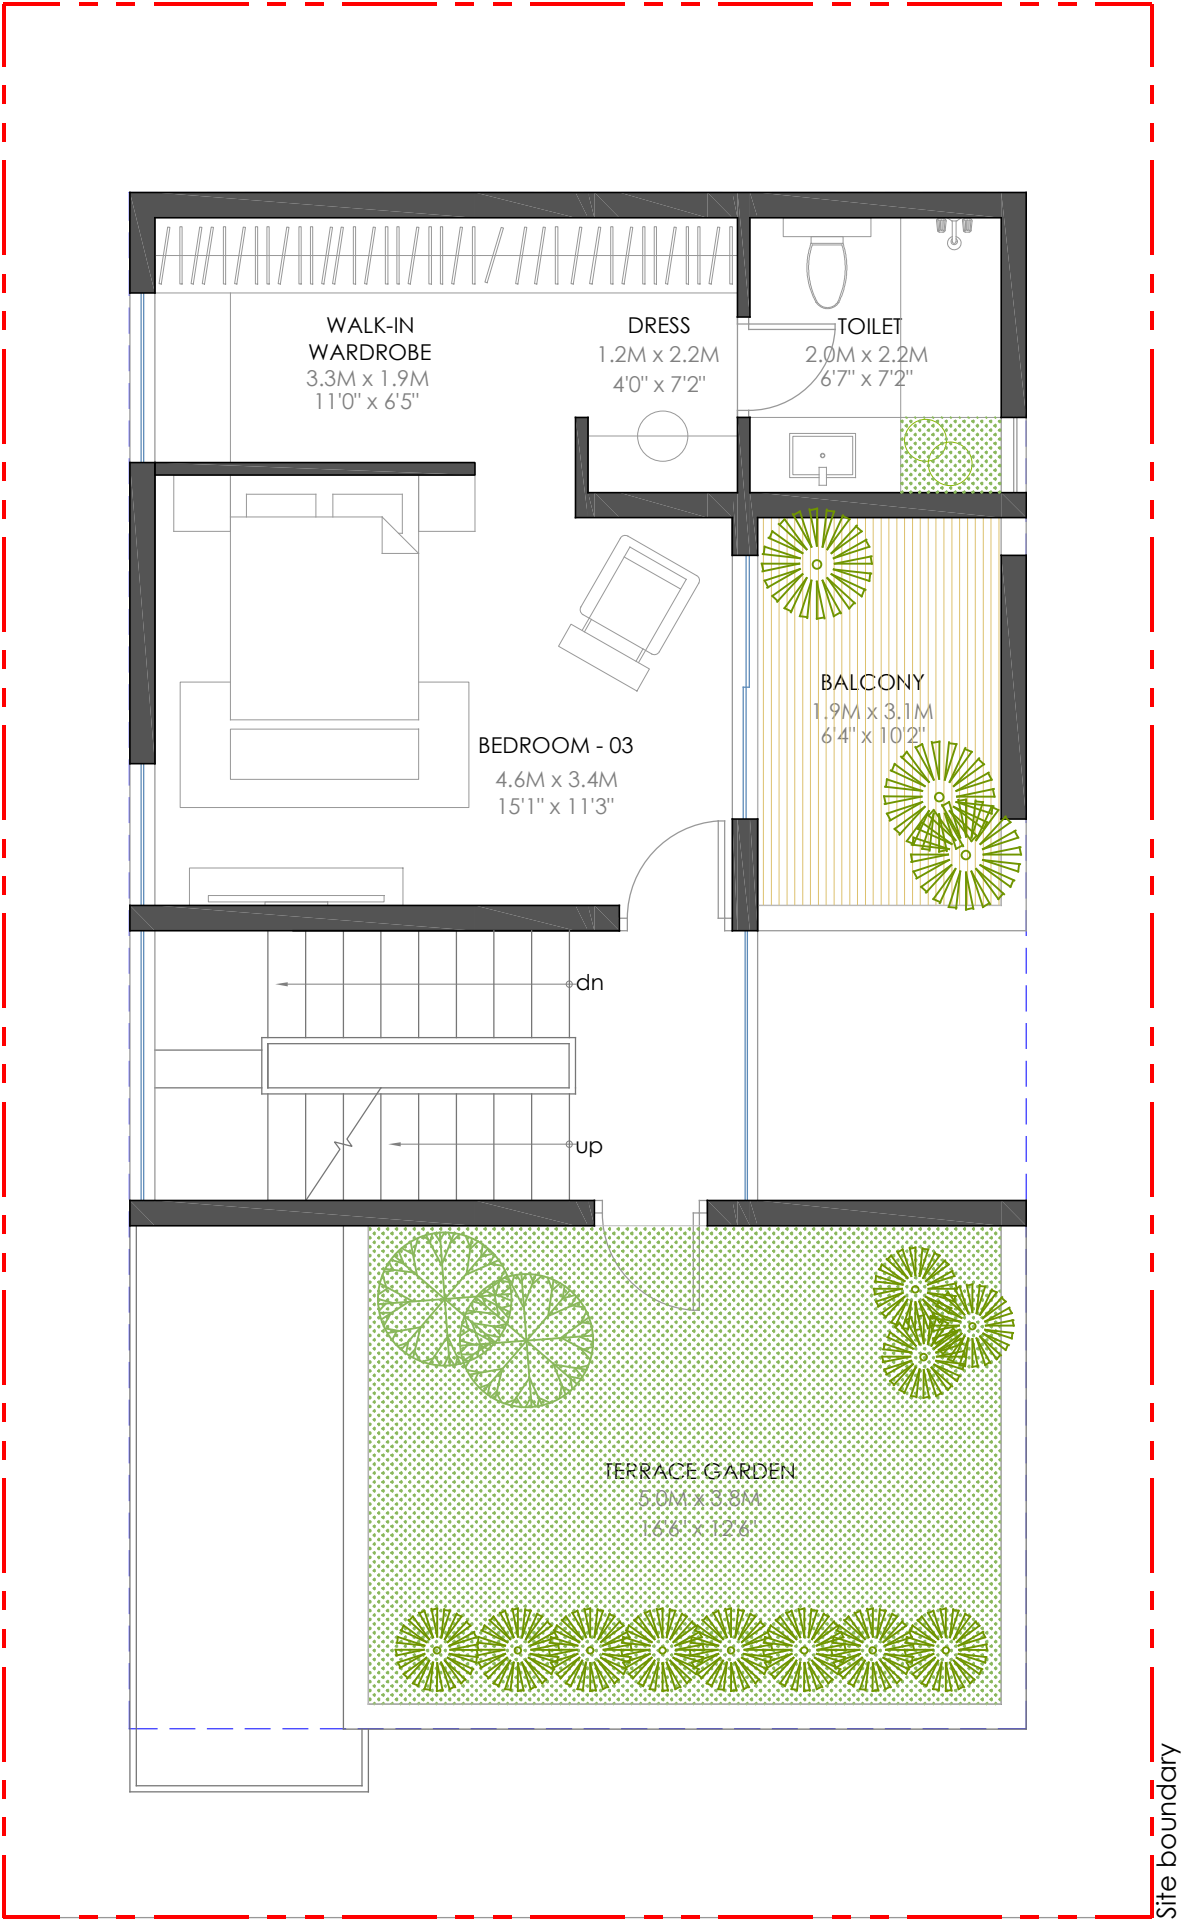 WALK-IN
WARDROBE
3.3M x 1.9M
11'0" x 6'5"
DRESS
1.2M x 2.2M
4'0" x 7'2"
TOILET
2.0M x 2.2M
6'7" x 7'2"
BALCONY
1.9M x 3.1M
6'4" x 10'2"
BEDROOM - 03
4.6M x 3.4M
15'1" x 11'3"
dn
up
TERRACE GARDEN
5.0M x 3.8M
16'6" x 12'6"
Site boundary